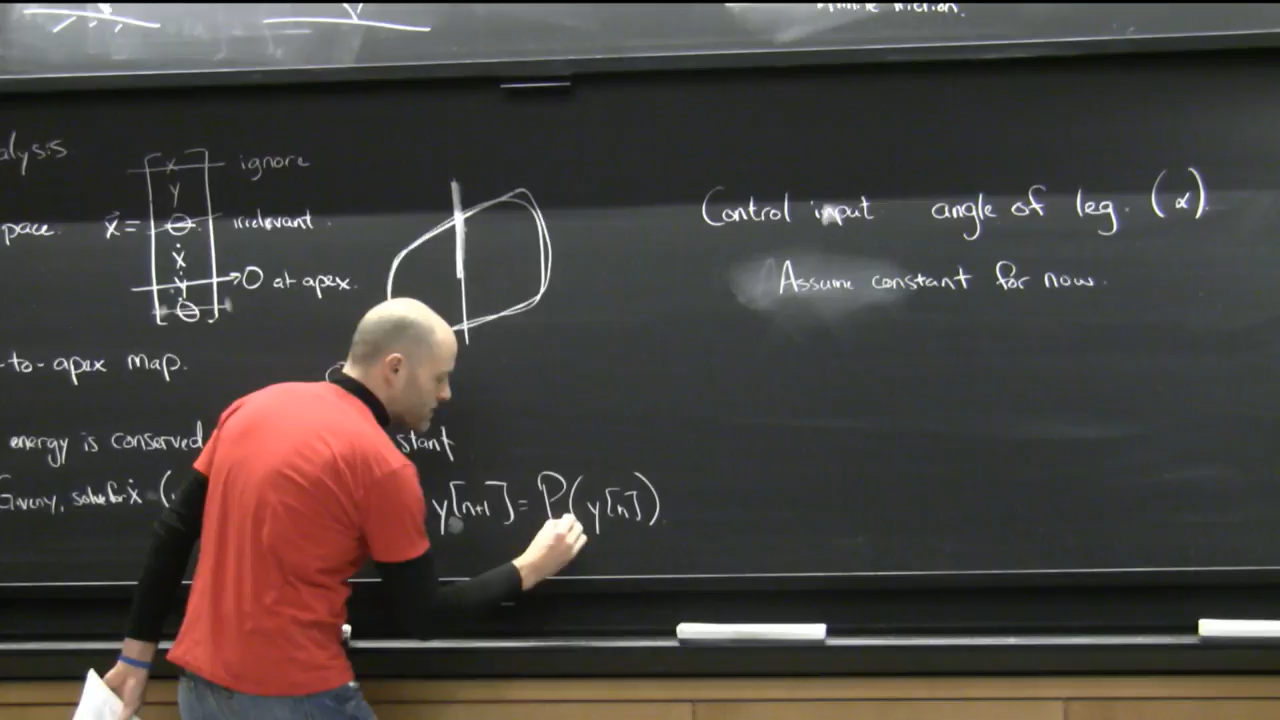 friction.
alysis
x ignore
y
pace. x̄ = θ irrelevant.
ẋ
ẏ → 0 at apex.
θ̇
-to-apex map.
energy is conserved stant
Given y, solve for ẋ ( y[n+1] = P(y[n])
Control input angle of leg. (α)
Assume constant for now.